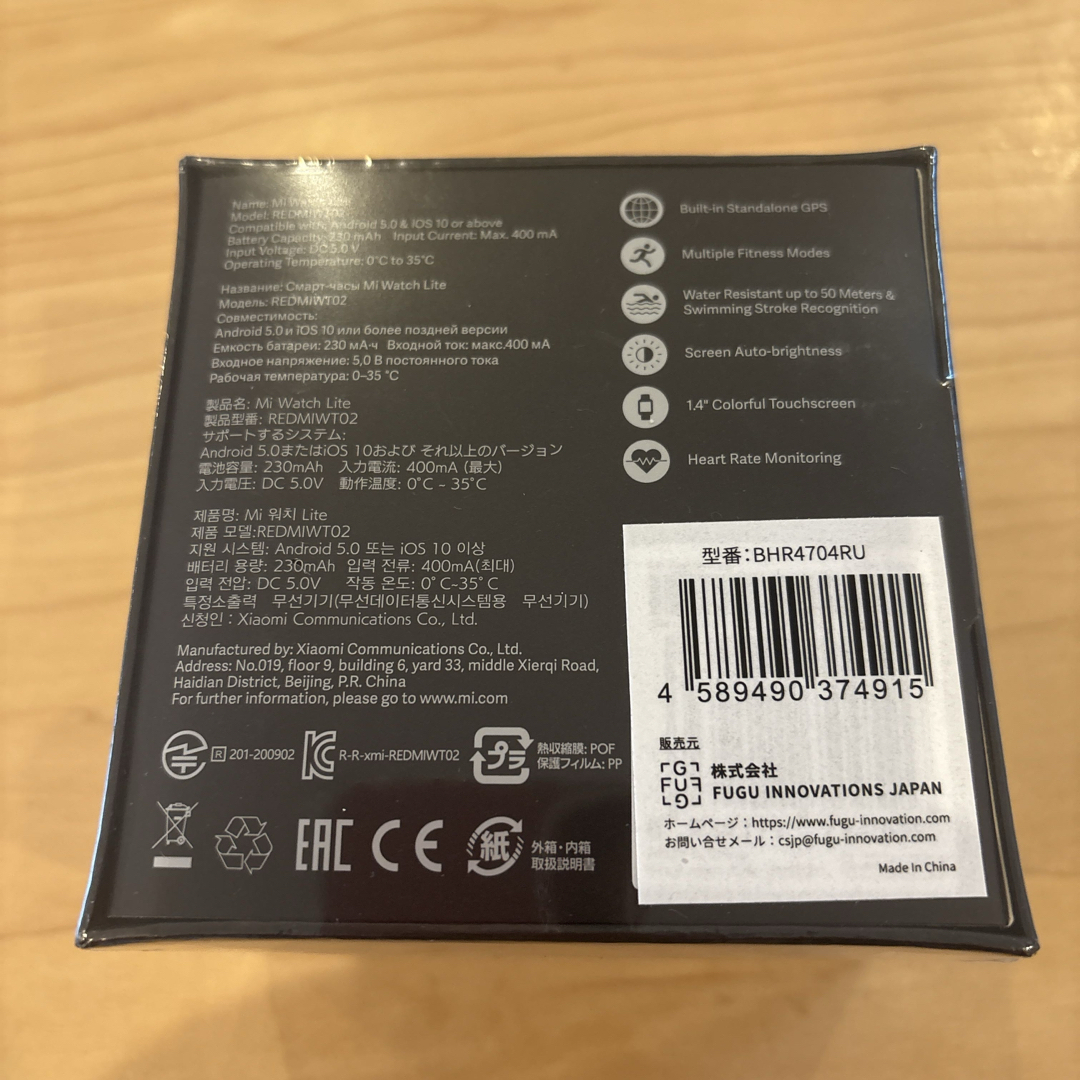 Name: Mi Watch Lite
Model: REDMIWT02
Compatible with: Android 5.0 & iOS 10 or above
Battery Capacity: 230 mAh Input Current: Max. 400 mA
Input Voltage: DC 5.0 V
Operating Temperature: 0°C to 35°C
Название: Смарт-часы Mi Watch Lite
Модель: REDMIWT02
Совместимость:
Android 5.0 и iOS 10 или более поздней версии
Емкость батареи: 230 мА·ч Входной ток: макс.400 мА
Входное напряжение: 5,0 В постоянного тока
Рабочая температура: 0–35 °C
製品名: Mi Watch Lite
製品型番: REDMIWT02
サポートするシステム:
Android 5.0またはiOS 10および それ以上のバージョン
電池容量: 230mAh 入力電流: 400mA (最大)
入力電圧: DC 5.0V 動作温度: 0°C ~ 35°C
제품명: Mi 워치 Lite
제품 모델:REDMIWT02
지원 시스템: Android 5.0 또는 iOS 10 이상
배터리 용량: 230mAh 입력 전류: 400mA(최대)
입력 전압: DC 5.0V 작동 온도: 0° C~35° C
특정소출력 무선기기(무선데이터통신시스템용 무선기기)
신청인 : Xiaomi Communications Co., Ltd.
Manufactured by: Xiaomi Communications Co., Ltd.
Address: No.019, floor 9, building 6, yard 33, middle Xierqi Road,
Haidian District, Beijing, P.R. China
For further information, please go to www.mi.com
R 201-200902
R-R-xmi-REDMIWT02
プラ
熱収縮膜: POF
保護フィルム: PP
EAC
CE
紙
外箱・内箱
取扱説明書
Built-in Standalone GPS
Multiple Fitness Modes
Water Resistant up to 50 Meters &
Swimming Stroke Recognition
Screen Auto-brightness
1.4" Colorful Touchscreen
Heart Rate Monitoring
型番：BHR4704RU
4 589490 374915
販売元
FUGU
株式会社
FUGU INNOVATIONS JAPAN
ホームページ：https://www.fugu-innovation.com
お問い合せメール：csjp@fugu-innovation.com
Made In China